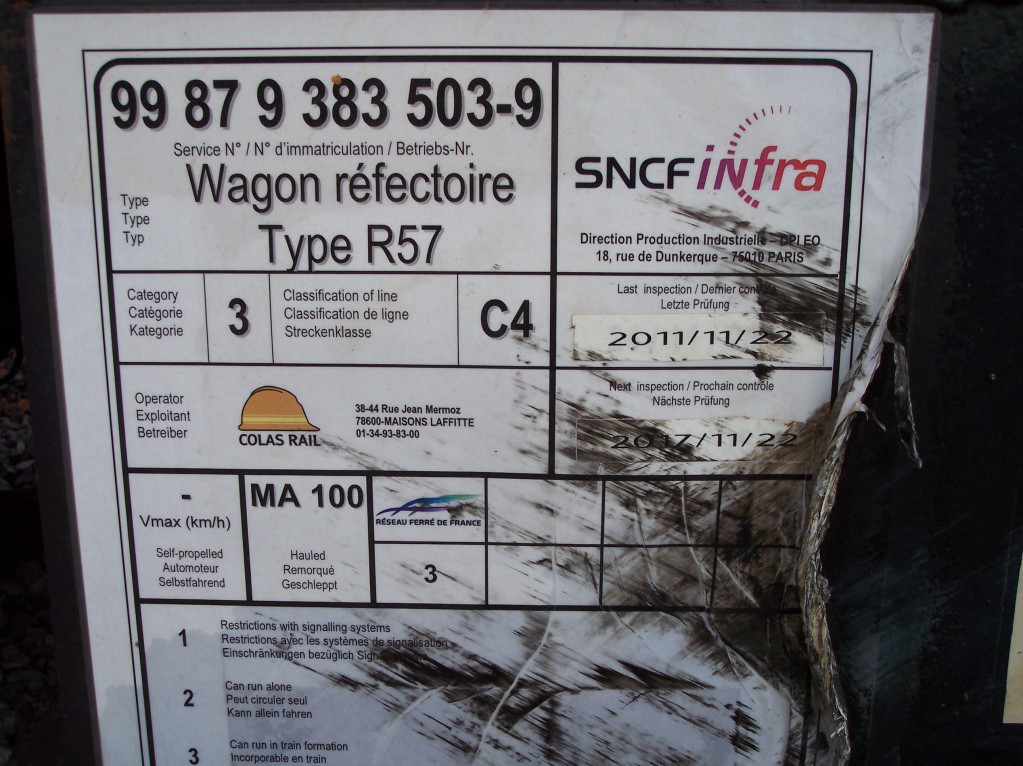 99 87 9 383 503-9
Service N° / N° d'immatriculation / Betriebs-Nr.
Type
Type
Typ
Wagon réfectoire
Type R57
SNCF infra
Direction Production Industrielle – DPI EO
18, rue de Dunkerque – 75010 PARIS
Category
Catégorie
Kategorie
3
Classification of line
Classification de ligne
Streckenklasse
C4
Last inspection / Dernier
Letzte Prüfung
2011/11/22
Operator
Exploitant
Betreiber
COLAS RAIL
38-44 Rue Jean Mermoz
78600-MAISONS LAFFITTE
01-34-93-83-00
Next inspection / Prochain contrôle
Nächste Prüfung
2017/11/22
-
Vmax (km/h)
Self-propelled
Automoteur
Selbstfahrend
MA 100
Hauled
Remorqué
Geschleppt
RÉSEAU FERRÉ DE FRANCE
3
1
Restrictions with signalling systems
Restrictions avec les systèmes de signalisation
Einschränkungen bezüglich
2
Can run alone
Peut circuler seul
Kann allein fahren
3
Can run in train formation
Incorporable en train